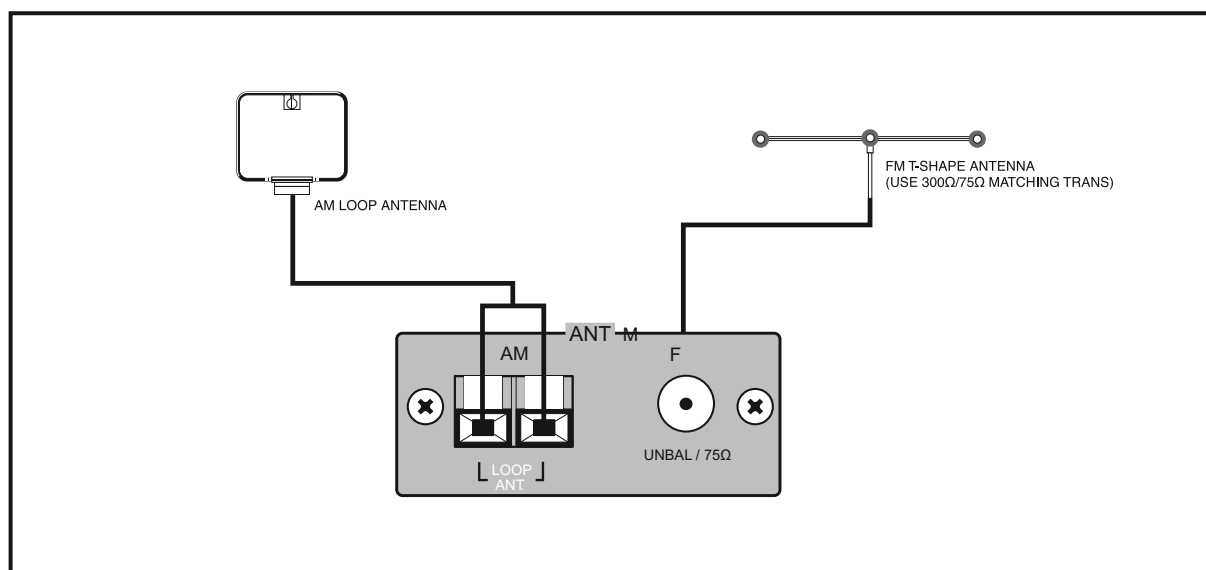 AM LOOP ANTENNA
FM T-SHAPE ANTENNA
(USE 300Ω/75Ω MATCHING TRANS)
ANT M
AM
F
UNBAL / 75Ω
LOOP
ANT.